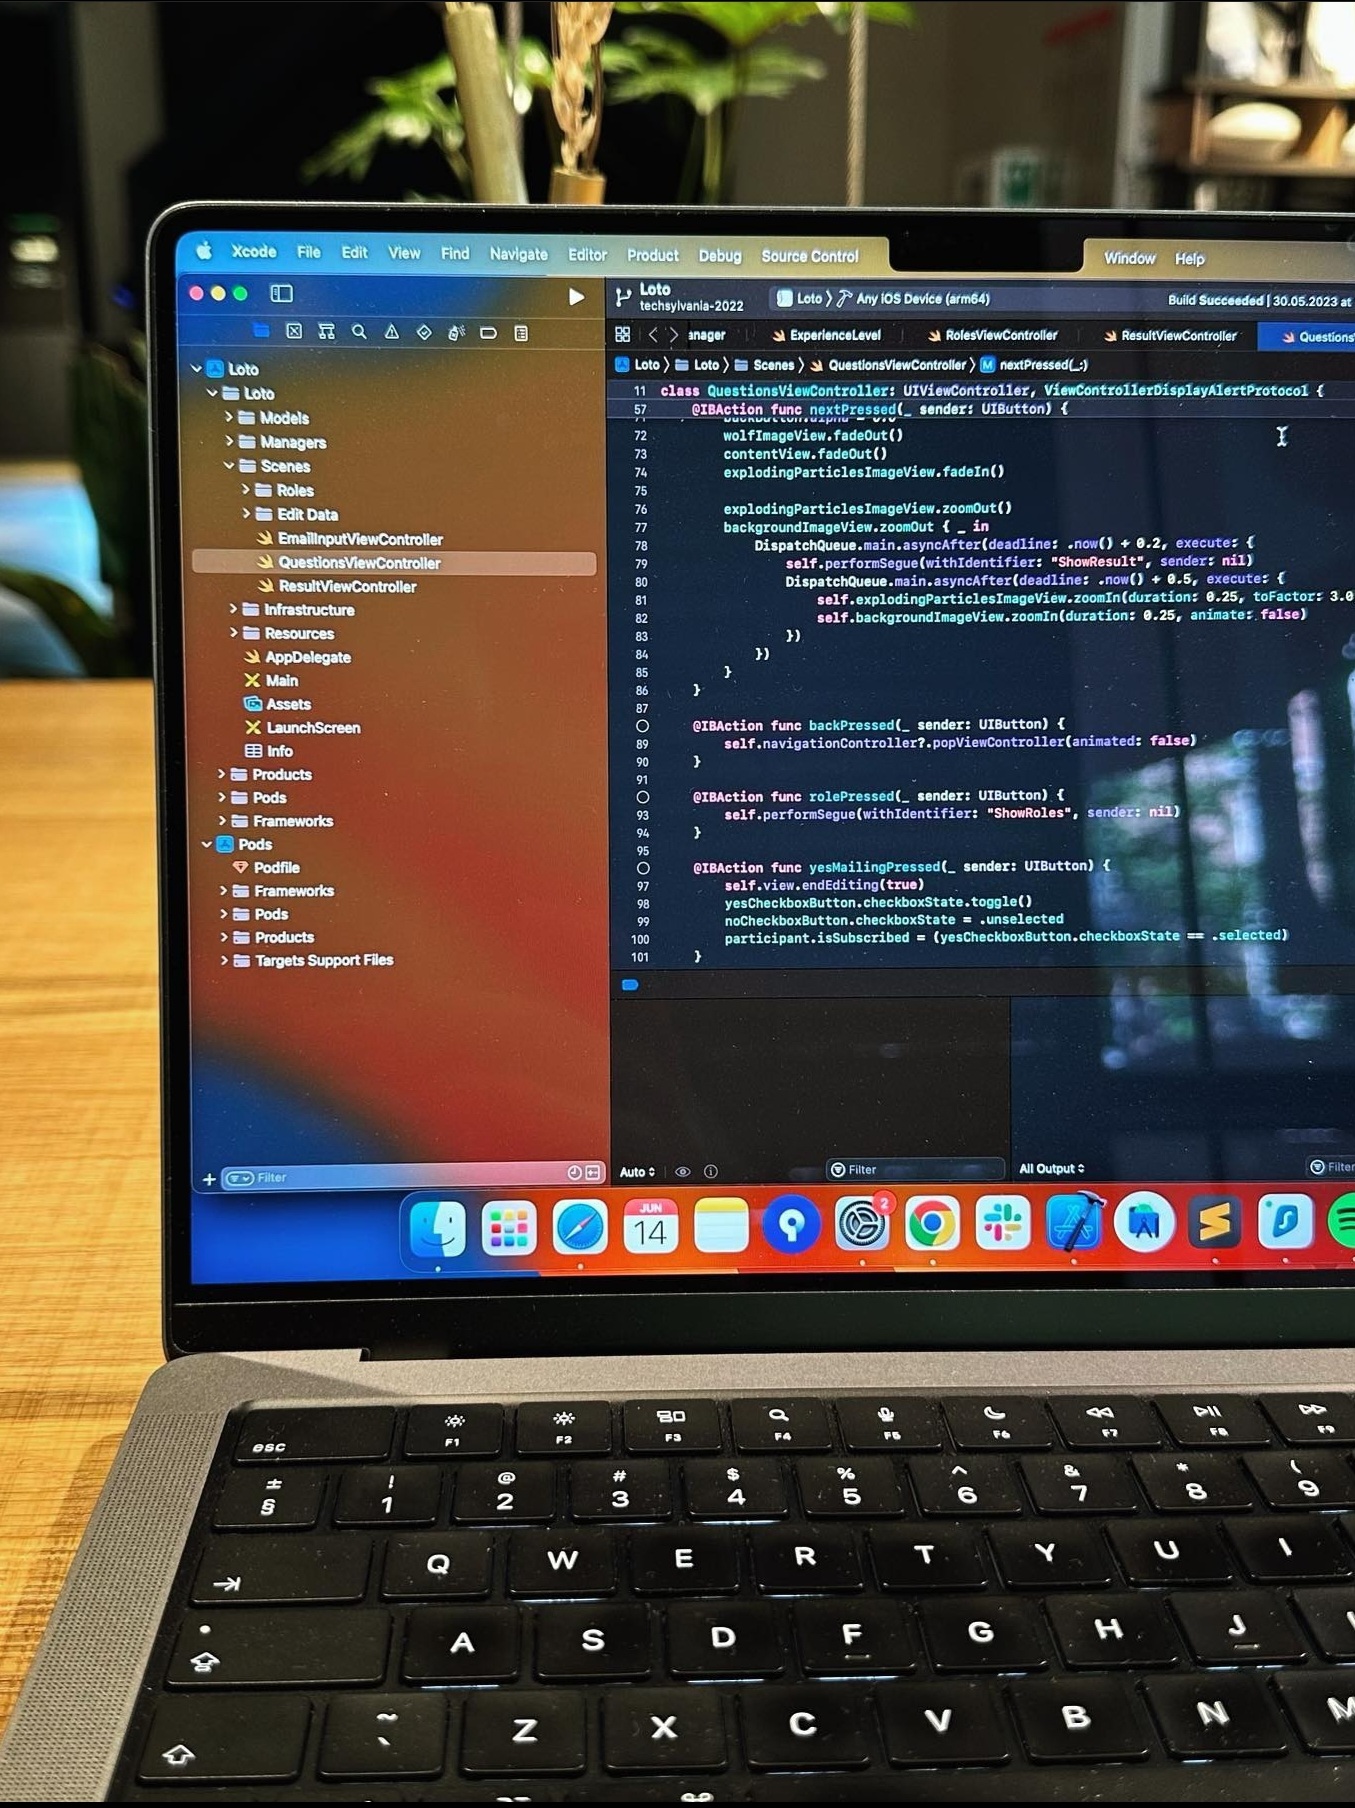 Xcode File Edit View Find Navigate Editor Product Debug Source Control Window Help
Loto
techsylvania-2022
Loto Any iOS Device (arm64)
Build Succeeded | 30.05.2023 at
anager ExperienceLevel RolesViewController ResultViewController Questions
Loto Loto Scenes QuestionsViewController M nextPressed(_:)
Loto
Loto
Models
Managers
Scenes
Roles
Edit Data
EmailInputViewController
QuestionsViewController
ResultViewController
Infrastructure
Resources
AppDelegate
Main
Assets
LaunchScreen
Info
Products
Pods
Frameworks
Pods
Podfile
Frameworks
Pods
Products
Targets Support Files
Filter
11 class QuestionsViewController: UIViewController, ViewControllerDisplayAlertProtocol {
57 @IBAction func nextPressed(_ sender: UIButton) {
72 wolfImageView.fadeOut()
73 contentView.fadeOut()
74 explodingParticlesImageView.fadeIn()
75
76 explodingParticlesImageView.zoomOut()
77 backgroundImageView.zoomOut { _ in
78 DispatchQueue.main.asyncAfter(deadline: .now() + 0.2, execute: {
79 self.performSegue(withIdentifier: "ShowResult", sender: nil)
80 DispatchQueue.main.asyncAfter(deadline: .now() + 0.5, execute: {
81 self.explodingParticlesImageView.zoomIn(duration: 0.25, toFactor: 3.0
82 self.backgroundImageView.zoomIn(duration: 0.25, animate: false)
83 })
84 })
85 }
86 }
87
@IBAction func backPressed(_ sender: UIButton) {
89 self.navigationController?.popViewController(animated: false)
90 }
91
@IBAction func rolePressed(_ sender: UIButton) {
93 self.performSegue(withIdentifier: "ShowRoles", sender: nil)
94 }
95
@IBAction func yesMailingPressed(_ sender: UIButton) {
97 self.view.endEditing(true)
98 yesCheckboxButton.checkboxState.toggle()
99 noCheckboxButton.checkboxState = .unselected
100 participant.isSubscribed = (yesCheckboxButton.checkboxState == .selected)
101 }
Auto Filter All Output Filter
JUN
14
2
esc F1 F2 F3 F4 F5 F6 F7 F8 F9
± ! @ # $ % ^ & * (
§ 1 2 3 4 5 6 7 8 9
Q W E R T Y U I
A S D F G H J
~ ` Z X C V B N M